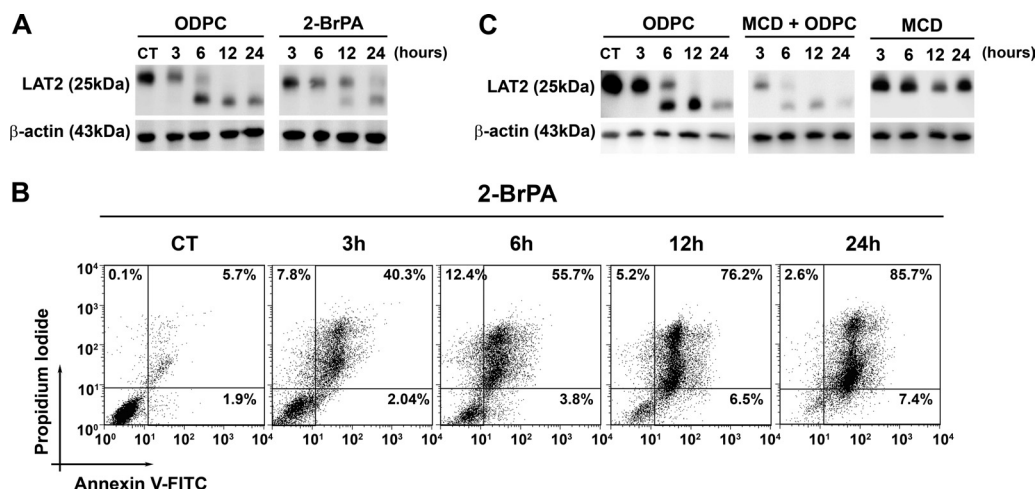 A
ODPC 2-BrPA
CT 3 6 12 24 3 6 12 24 (hours)
LAT2 (25kDa)
β-actin (43kDa)
C
ODPC MCD + ODPC MCD
CT 3 6 12 24 3 6 12 24 3 6 12 24 (hours)
LAT2 (25kDa)
β-actin (43kDa)
B
2-BrPA
CT 3h 6h 12h 24h
10⁴ 0.1% 5.7% 7.8% 40.3% 12.4% 55.7% 5.2% 76.2% 2.6% 85.7%
10³
10²
10¹
1.9% 2.04% 3.8% 6.5% 7.4%
10⁰
10⁰ 10¹ 10² 10³ 10⁴ 10¹ 10² 10³ 10⁴ 10¹ 10² 10³ 10⁴ 10¹ 10² 10³ 10⁴ 10¹ 10² 10³ 10⁴
Propidium Iodide
Annexin V-FITC